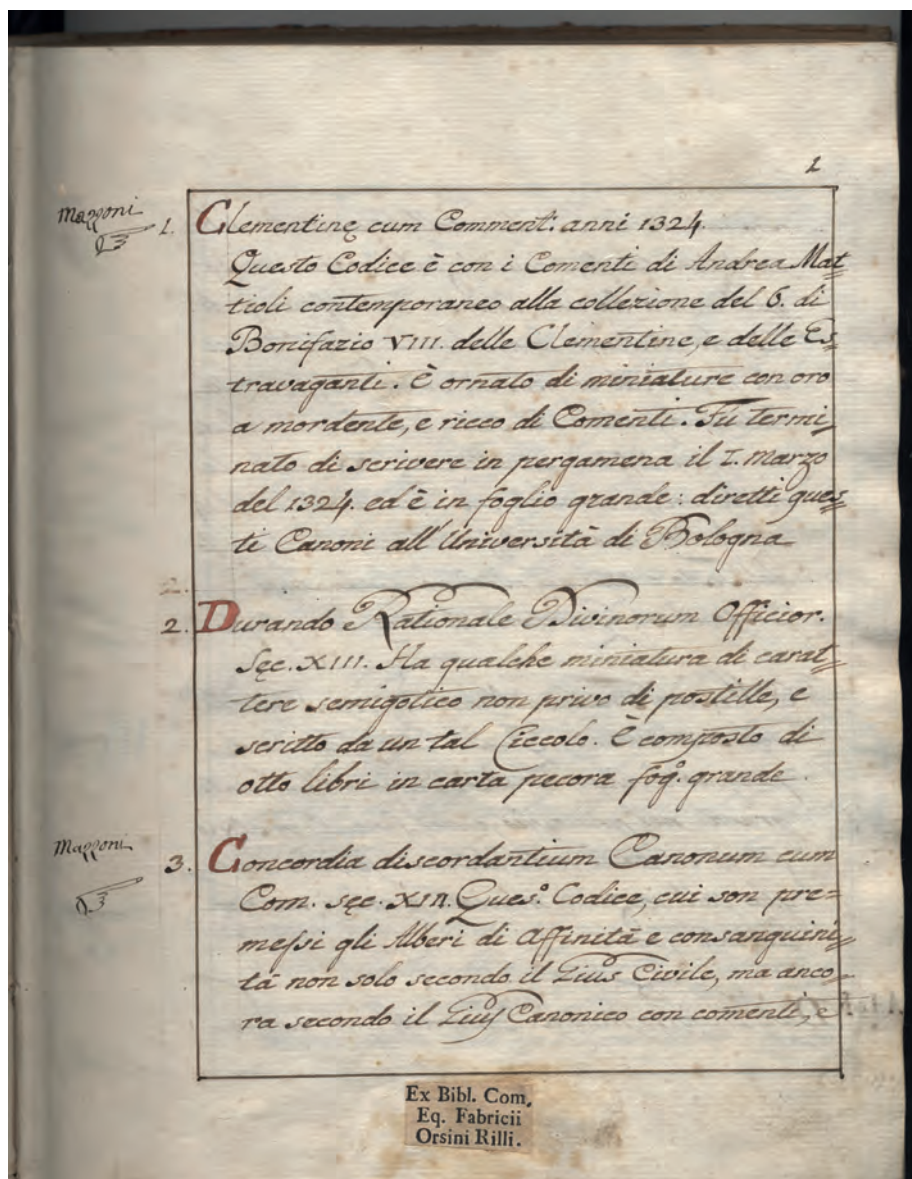 1
Mazzoni
1. Clementinę cum Comment. anni 1324.
Questo Codice è con i Comenti di Andrea Mat=
tioli contemporaneo alla collezione del 6. di
Bonifazio VIII. delle Clementine, e delle Es=
travaganti. È ornato di miniature con oro
a mordente, e ricco di Comenti. Fu termi=
nato di scrivere in pergamena il I. Marzo
del 1324. ed è in foglio grande: diretti ques=
ti Canoni all'Università di Bologna
2. Durando Rationale Divinorum Officior.
Sęc. XIII. Ha qualche miniatura di carat=
tere semigotico non privo di postille, e
scritto da un tal Ciccolo. È composto di
otto libri in carta pecora fog.º grande.
Mazzoni
3. Concordia discordantium Canonum cum
Com. sęc. XIII. Ques.º Codice, cui son pre=
messi gli Alberi di Affinità e consanguini=
tà non solo secondo il Lius Civile, ma anco=
ra secondo il Lius Canonico con comenti, e
Ex Bibl. Com.
Eq. Fabricii
Orsini Rilli.